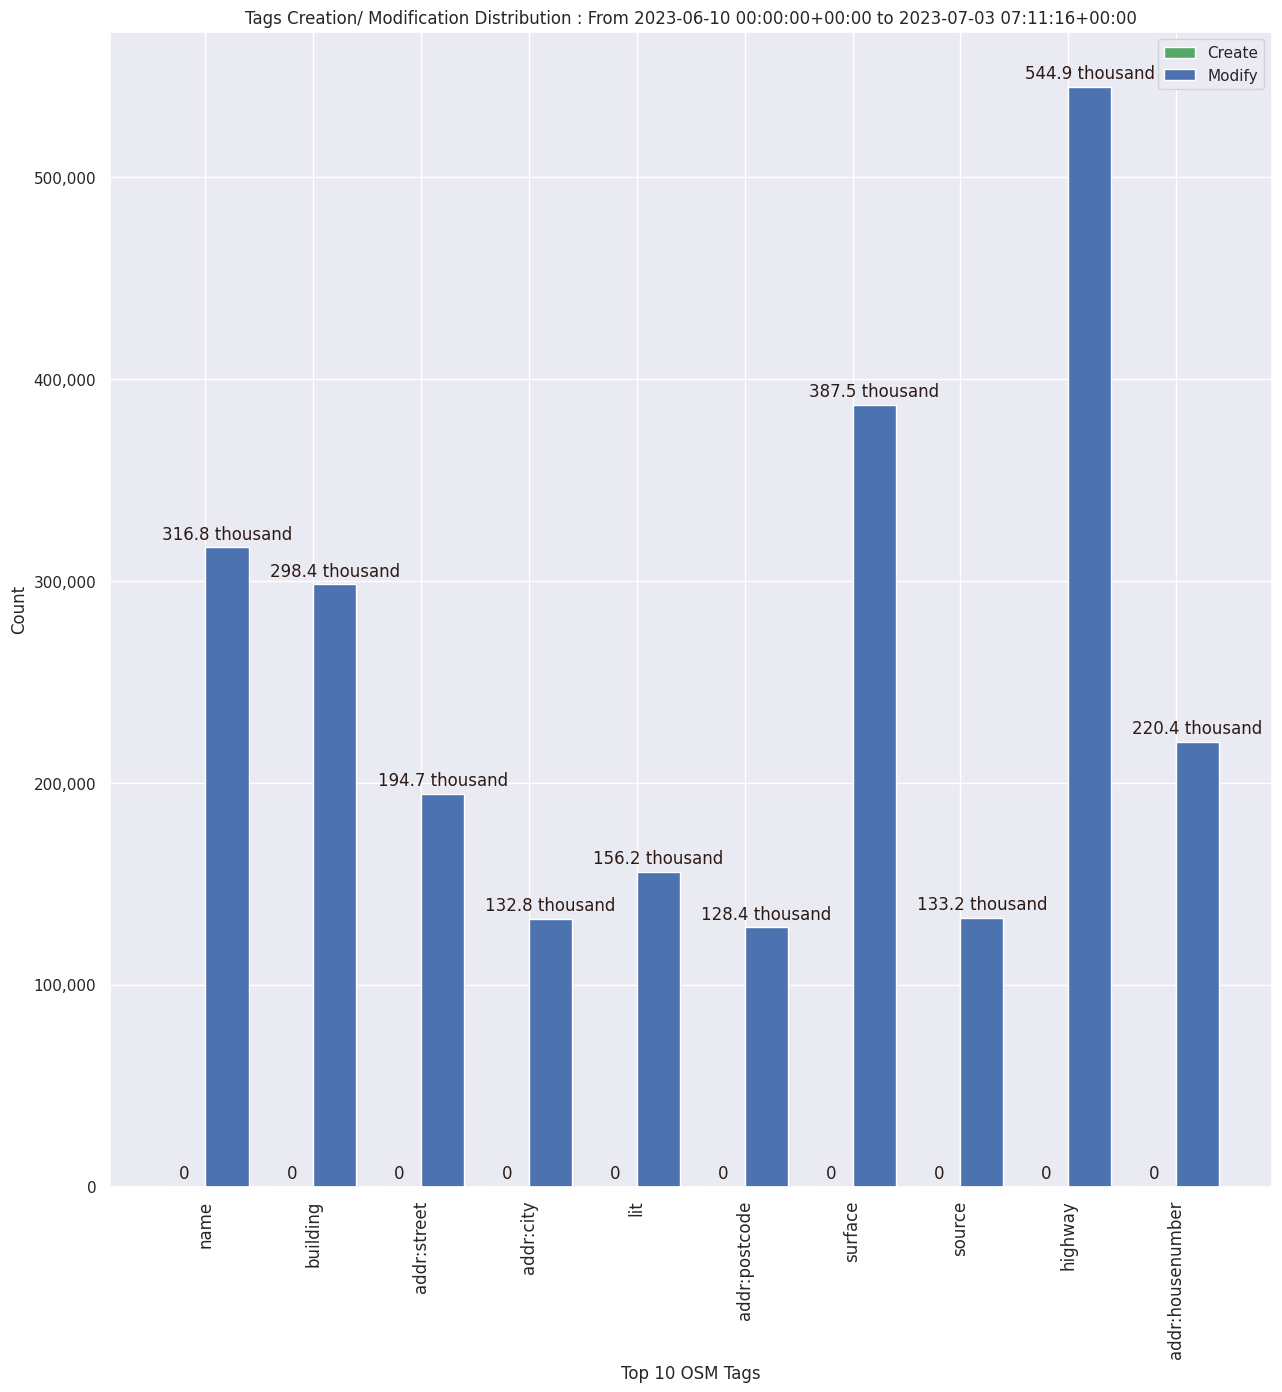 Tags Creation/ Modification Distribution : From 2023-06-10 00:00:00+00:00 to 2023-07-03 07:11:16+00:00
Create
Modify
544.9 thousand
500,000
400,000
387.5 thousand
316.8 thousand
298.4 thousand
300,000
Count
220.4 thousand
194.7 thousand
200,000
156.2 thousand
132.8 thousand
128.4 thousand
133.2 thousand
100,000
0 0 0 0 0 0 0 0 0 0
0
name
building
addr:street
addr:city
lit
addr:postcode
surface
source
highway
addr:housenumber
Top 10 OSM Tags